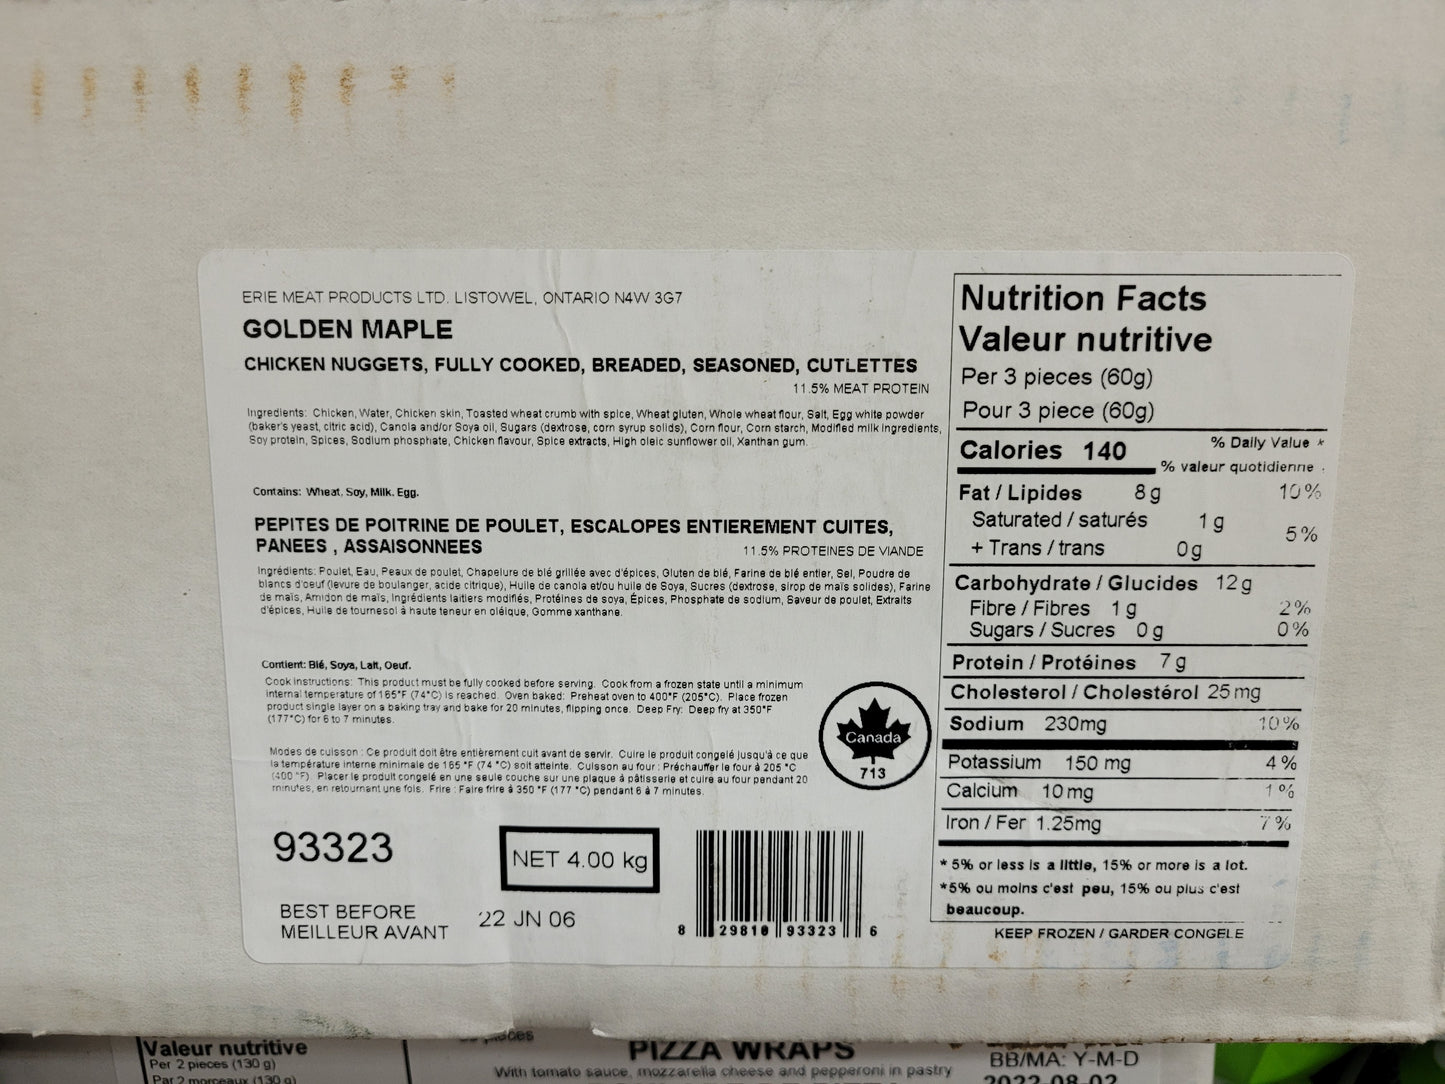 ERIE MEAT PRODUCTS LTD. LISTOWEL, ONTARIO N4W 3G7
GOLDEN MAPLE
CHICKEN NUGGETS, FULLY COOKED, BREADED, SEASONED, CUTLETTES
11.5% MEAT PROTEIN
Ingredients: Chicken, Water, Chicken skin, Toasted wheat crumb with spice, Wheat gluten, Whole wheat flour, Salt, Egg white powder
(baker's yeast, citric acid), Canola and/or Soya oil, Sugars (dextrose, corn syrup solids), Corn flour, Corn starch, Modified milk ingredients,
Soy protein, Spices, Sodium phosphate, Chicken flavour, Spice extracts, High oleic sunflower oil, Xanthan gum.
Contains: Wheat, Soy, Milk. Egg.
PEPITES DE POITRINE DE POULET, ESCALOPES ENTIEREMENT CUITES,
PANEES , ASSAISONNEES
11.5% PROTEINES DE VIANDE
Ingrédients: Poulet, Eau, Peaux de poulet, Chapelure de blé grillée avec d'épices, Gluten de blé, Farine de blé entier, Sel, Poudre de
blancs d'oeuf (levure de boulanger, acide citrique), Huile de canola et/ou huile de Soya, Sucres (dextrose, sirop de maïs solides), Farine
de maïs, Amidon de maïs, Ingrédients laitiers modifiés, Protéines de soya, Épices, Phosphate de sodium, Saveur de poulet, Extraits
d'épices, Huile de tournesol à haute teneur en oléique, Gomme xanthane.
Contient: Blé, Soya, Lait, Oeuf.
Cook instructions: This product must be fully cooked before serving. Cook from a frozen state until a minimum
internal temperature of 165°F (74°C) is reached. Oven baked: Preheat oven to 400°F (205°C). Place frozen
product single layer on a baking tray and bake for 20 minutes, flipping once. Deep Fry: Deep fry at 350°F
(177°C) for 6 to 7 minutes.
Modes de cuisson : Ce produit doit être entièrement cuit avant de servir. Cuire le produit congelé jusqu'à ce que
la température interne minimale de 165 °F (74 °C) soit atteinte. Cuisson au four : Préchauffer le four à 205 °C
(400 °F). Placer le produit congelé en une seule couche sur une plaque à pâtisserie et cuire au four pendant 20
minutes, en retournant une fois. Frire : Faire frire à 350 °F (177 °C) pendant 6 à 7 minutes.
Canada
713
93323
NET 4.00 kg
BEST BEFORE
MEILLEUR AVANT
22 JN 06
8 29810 93323 6
Nutrition Facts
Valeur nutritive
Per 3 pieces (60g)
Pour 3 piece (60g)
Calories 140
% Daily Value *
% valeur quotidienne
Fat / Lipides 8 g 10 %
Saturated / saturés 1 g
+ Trans / trans 0 g 5 %
Carbohydrate / Glucides 12 g
Fibre / Fibres 1 g 2 %
Sugars / Sucres 0 g 0 %
Protein / Protéines 7 g
Cholesterol / Cholestérol 25 mg
Sodium 230mg 10 %
Potassium 150 mg 4 %
Calcium 10 mg 1 %
Iron / Fer 1.25mg 7 %
* 5% or less is a little, 15% or more is a lot.
*5% ou moins c'est peu, 15% ou plus c'est
beaucoup.
KEEP FROZEN / GARDER CONGELE
Valeur nutritive
Per 2 pieces (130 g)
Par 2 morceaux (130 g)
PIZZA WRAPS
With tomato sauce, mozzarella cheese and pepperoni in pastry
BB/MA: Y-M-D
2022-08-02